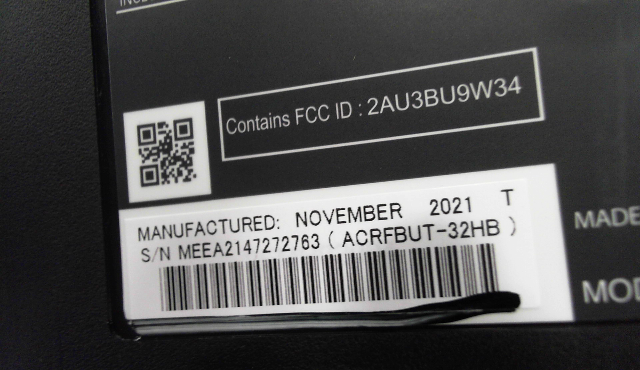 Contains FCC ID : 2AU3BU9W34
MANUFACTURED: NOVEMBER 2021 T
S/N MEEA2147272763 ( ACRFBUT-32HB )
MADE
MOD